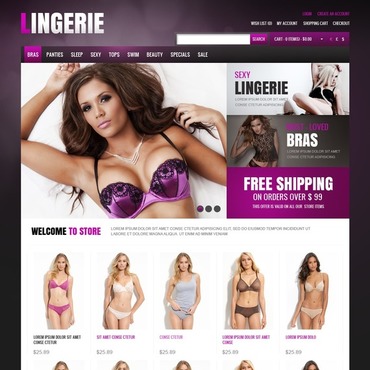 LINGERIE
LOGIN CREATE AN ACCOUNT
WISH LIST (0) MY ACCOUNT SHOPPING CART CHECKOUT
SEARCH CART - 0 ITEM(S) - $0.00 € £ $
BRAS PANTIES SLEEP SEXY TOPS SWIM BEAUTY SPECIALS SALE
SEXY
LINGERIE
LOREM IPSUM DOLOR SIT
AMET CONSE CTETUR
ADIPISCING
LOVED
BRAS
LOREM IPSUM DOLOR
SIT AMET CONSE
CTETUR ADIPISCING
FREE SHIPPING
ON ORDERS OVER $ 99
THIS OFFER IS VALID ON ALL OUR STORE ITEMS
WELCOME TO STORE
LOREM IPSUM DOLOR SIT AMET CONSE CTETUR ADIPISICING ELIT, SED DO EIUSMOD TEMPOR INCIDIDUNT UT
LABORE ET DOLORE MAGNA ALIQUA. UT ENIM AD MINIM VENIAM.
LOREM IPSUM DOLOR SIT AMET CONSE CTETUR
$25.89
SIT AMET CONSE CTETUR
$25.89
CONSE CTETUR
$25.89
LOREM IPSUM DOLOR SIT AMET
$25.89
LOREM IPSUM DOLO
$25.89